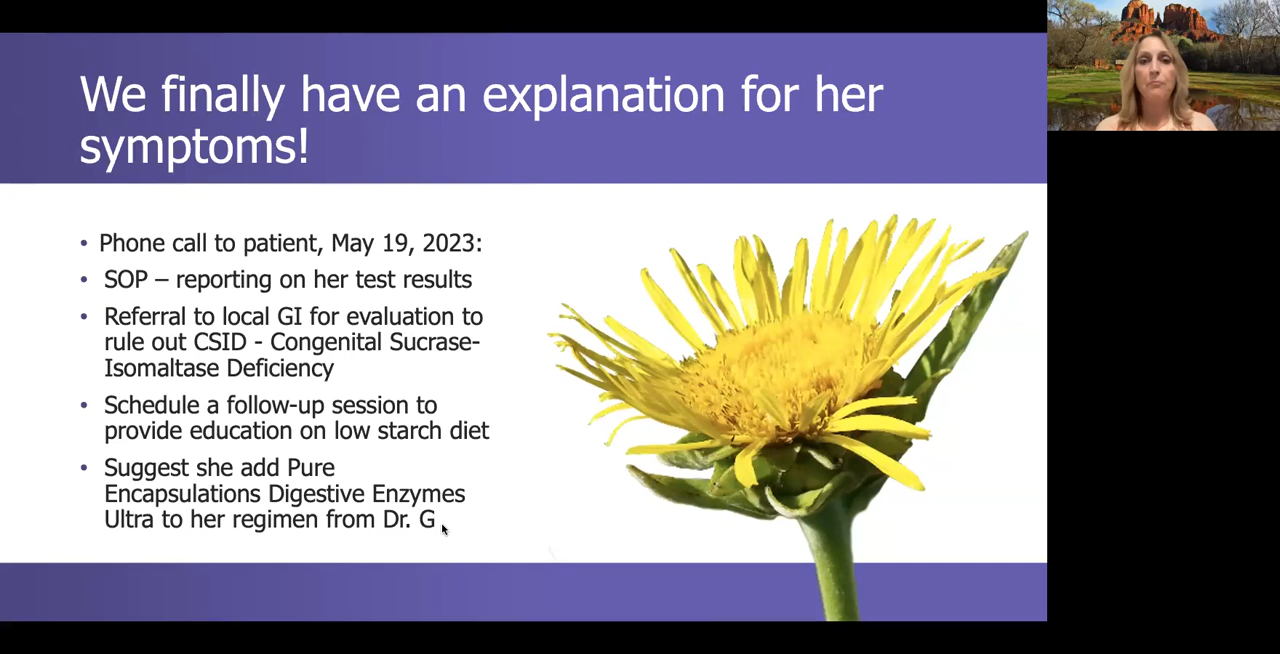 We finally have an explanation for her
symptoms!
• Phone call to patient, May 19, 2023:
• SOP – reporting on her test results
• Referral to local GI for evaluation to
rule out CSID - Congenital Sucrase-
Isomaltase Deficiency
• Schedule a follow-up session to
provide education on low starch diet
• Suggest she add Pure
Encapsulations Digestive Enzymes
Ultra to her regimen from Dr. G